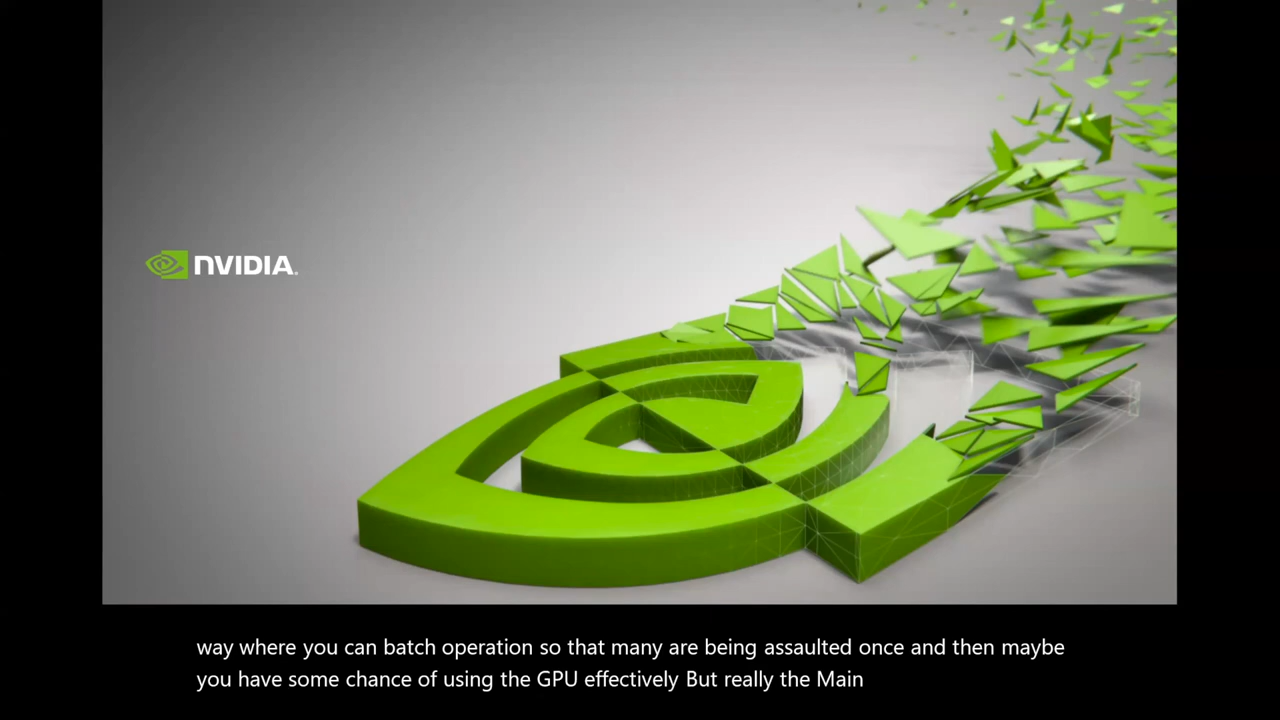 NVIDIA.
way where you can batch operation so that many are being assaulted once and then maybe
you have some chance of using the GPU effectively But really the Main